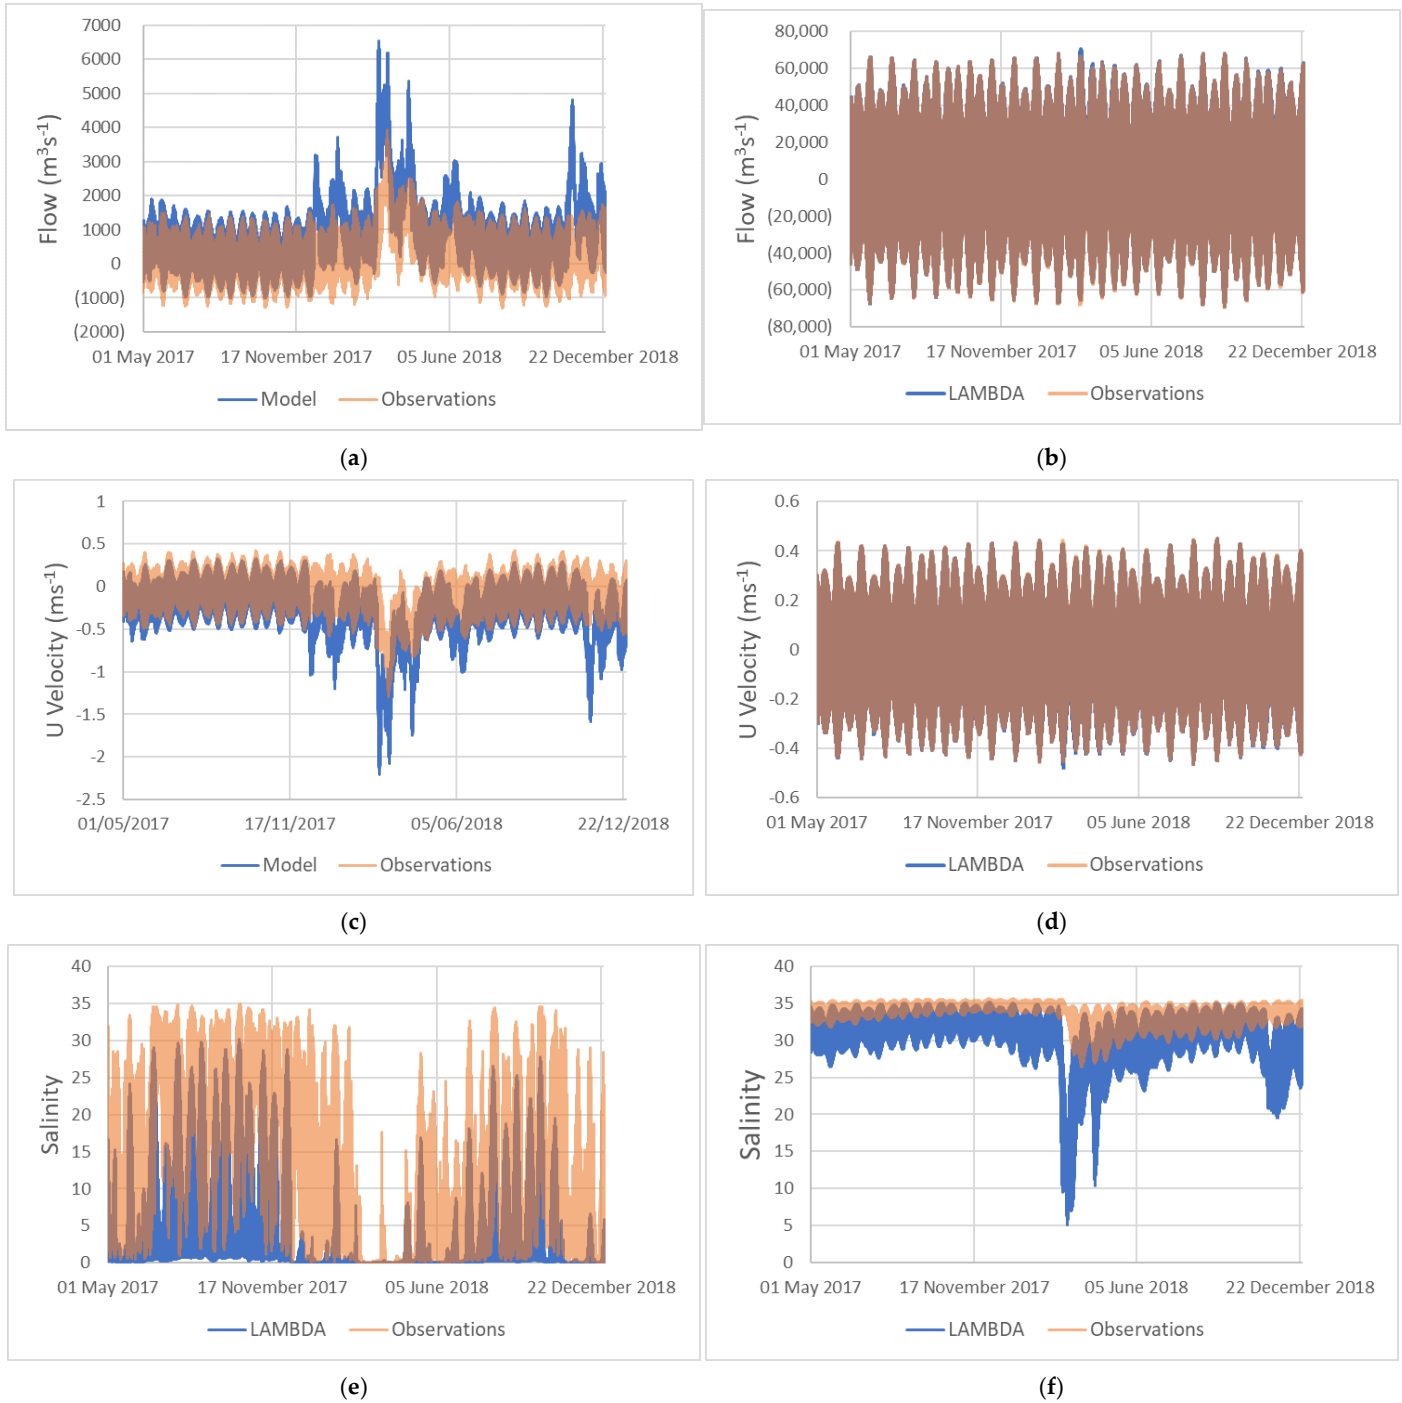 7000
6000
5000
4000
3000
2000
1000
0
(1000)
(2000)
Flow (m³s⁻¹)
01 May 2017 17 November 2017 05 June 2018 22 December 2018
Model Observations
(a)
80,000
60,000
40,000
20,000
0
(20,000)
(40,000)
(60,000)
(80,000)
Flow (m³s⁻¹)
01 May 2017 17 November 2017 05 June 2018 22 December 2018
LAMBDA Observations
(b)
1
0.5
0
-0.5
-1
-1.5
-2
-2.5
U Velocity (ms⁻¹)
01/05/2017 17/11/2017 05/06/2018 22/12/2018
Model Observations
(c)
0.6
0.4
0.2
0
-0.2
-0.4
-0.6
U Velocity (ms⁻¹)
01 May 2017 17 November 2017 05 June 2018 22 December 2018
LAMBDA Observations
(d)
40
35
30
25
20
15
10
5
0
Salinity
01 May 2017 17 November 2017 05 June 2018 22 December 2018
LAMBDA Observations
(e)
40
35
30
25
20
15
10
5
0
Salinity
01 May 2017 17 November 2017 05 June 2018 22 December 2018
LAMBDA Observations
(f)